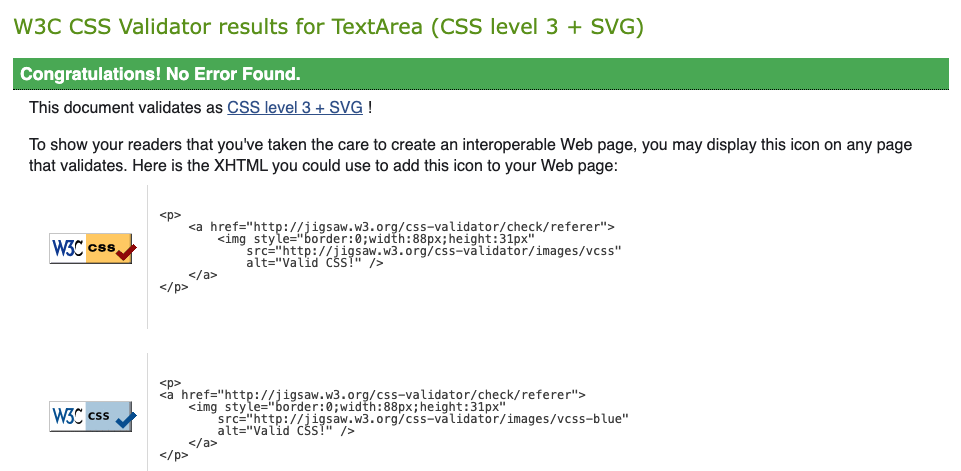 W3C CSS Validator results for TextArea (CSS level 3 + SVG)
Congratulations! No Error Found.
This document validates as CSS level 3 + SVG !
To show your readers that you've taken the care to create an interoperable Web page, you may display this icon on any page
that validates. Here is the XHTML you could use to add this icon to your Web page:
W3C css
<p>
    <a href="http://jigsaw.w3.org/css-validator/check/referer">
        <img style="border:0;width:88px;height:31px"
            src="http://jigsaw.w3.org/css-validator/images/vcss"
            alt="Valid CSS!" />
    </a>
</p>
W3C css
<p>
<a href="http://jigsaw.w3.org/css-validator/check/referer">
    <img style="border:0;width:88px;height:31px"
        src="http://jigsaw.w3.org/css-validator/images/vcss-blue"
        alt="Valid CSS!" />
    </a>
</p>